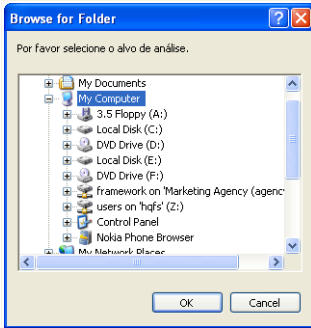 Browse for Folder
Por favor selecione o alvo de análise.
My Documents
My Computer
3.5 Floppy (A:)
Local Disk (C:)
DVD Drive (D:)
Local Disk (E:)
DVD Drive (F:)
framework on 'Marketing Agency (agenc
users on 'hqfs' (Z:)
Control Panel
Nokia Phone Browser
My Network Places
OK
Cancel